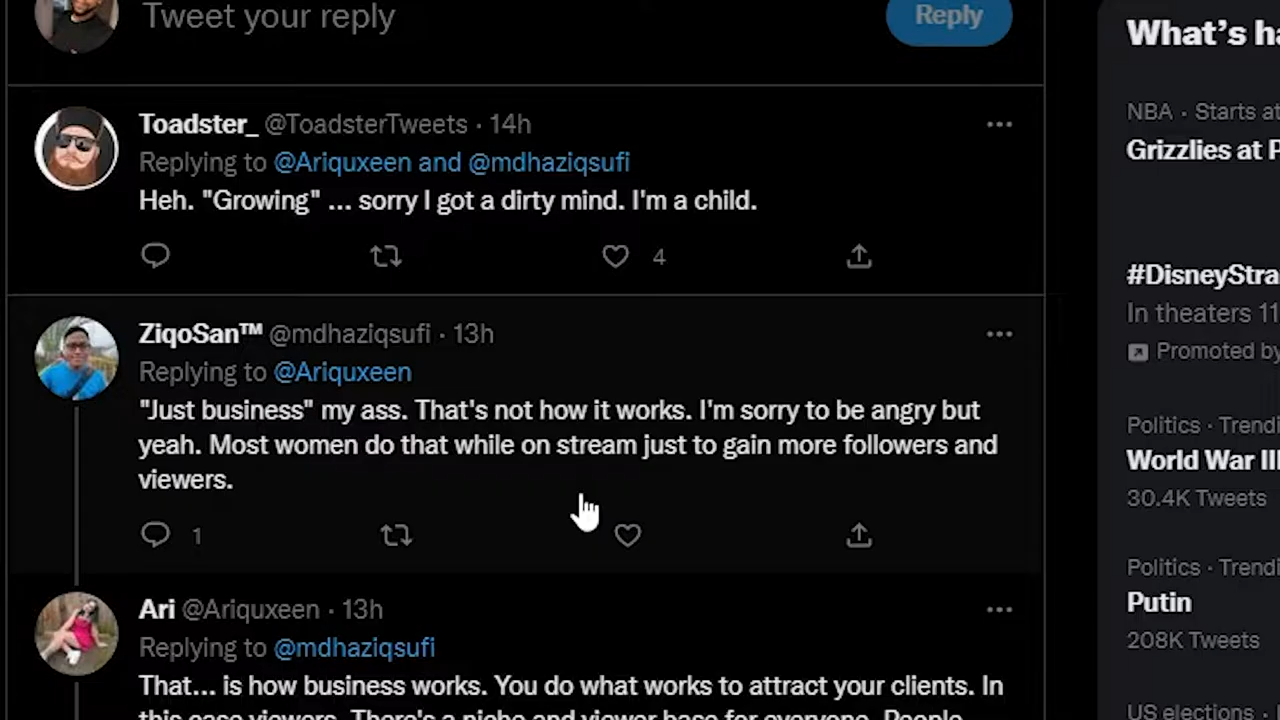 Tweet your reply
Reply
Toadster_ @ToadsterTweets · 14h
Replying to @Ariquxeen and @mdhaziqsufi
Heh. "Growing" ... sorry I got a dirty mind. I'm a child.
4
ZiqoSan™ @mdhaziqsufi · 13h
Replying to @Ariquxeen
"Just business" my ass. That's not how it works. I'm sorry to be angry but
yeah. Most women do that while on stream just to gain more followers and
viewers.
1
Ari @Ariquxeen · 13h
Replying to @mdhaziqsufi
That... is how business works. You do what works to attract your clients. In
this case viewers. There's a niche and viewer base for everyone. People
What's ha
NBA · Starts at
Grizzlies at P
#DisneyStra
In theaters 11
Promoted by
Politics · Trendi
World War III
30.4K Tweets
Politics · Trendi
Putin
208K Tweets
US elections ·